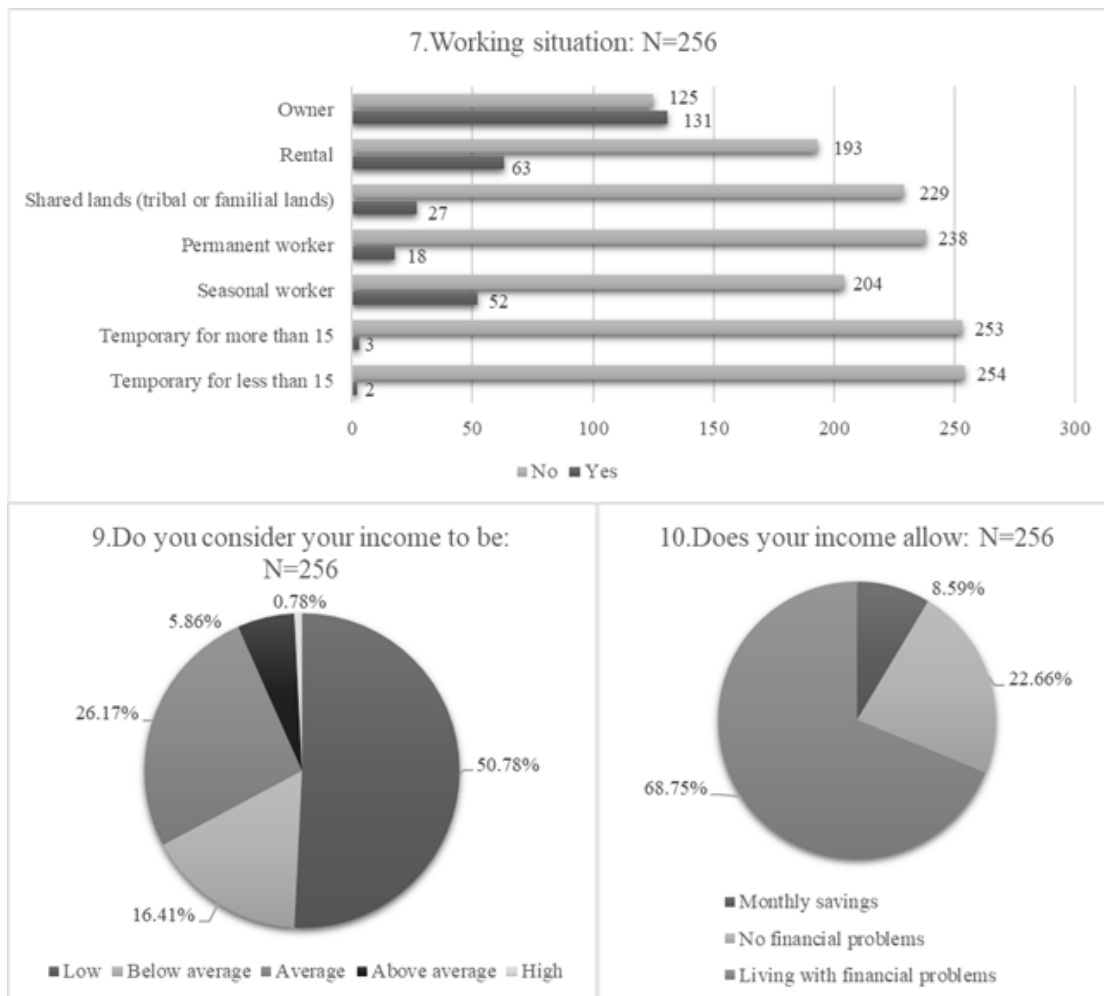 7.Working situation: N=256
Owner
125
131
Rental
193
63
Shared lands (tribal or familial lands)
229
27
Permanent worker
238
18
Seasonal worker
204
52
Temporary for more than 15
253
3
Temporary for less than 15
254
2
0 50 100 150 200 250 300
No Yes
9.Do you consider your income to be:
N=256
0.78%
5.86%
26.17%
50.78%
16.41%
Low Below average Average Above average High
10.Does your income allow: N=256
8.59%
22.66%
68.75%
Monthly savings
No financial problems
Living with financial problems